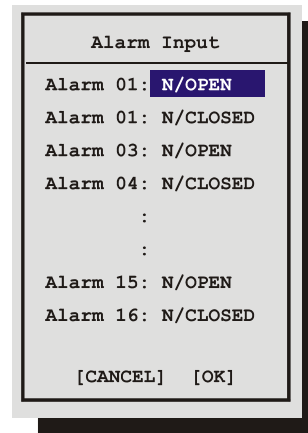 Alarm Input
Alarm 01: N/OPEN
Alarm 01: N/CLOSED
Alarm 03: N/OPEN
Alarm 04: N/CLOSED
:
:
Alarm 15: N/OPEN
Alarm 16: N/CLOSED
[CANCEL] [OK]